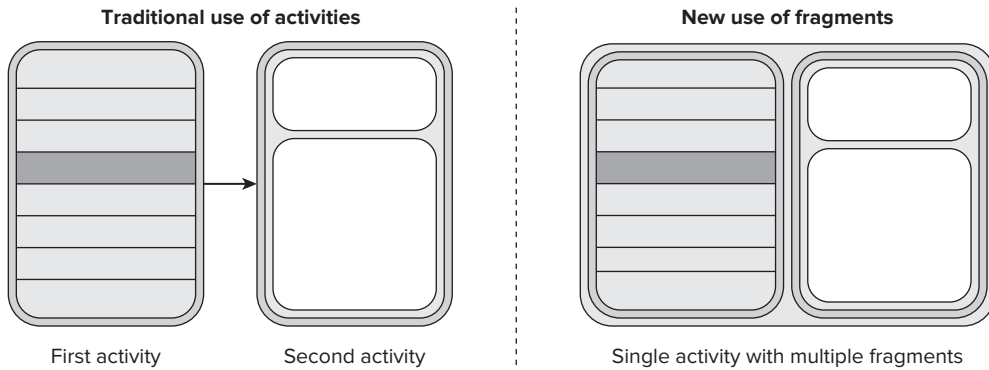 Traditional use of activities
New use of fragments
First activity
Second activity
Single activity with multiple fragments